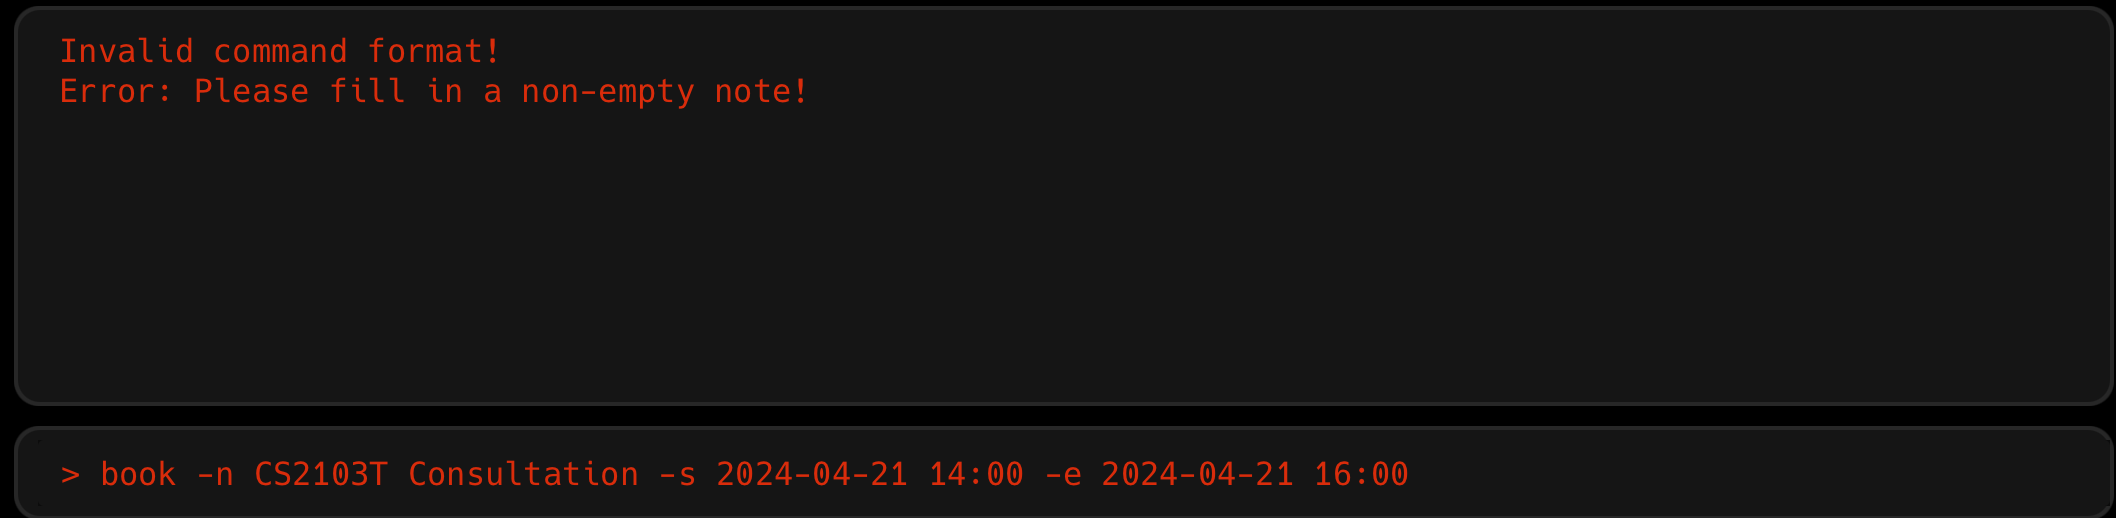 Invalid command format!
Error: Please fill in a non-empty note!
> book -n CS2103T Consultation -s 2024-04-21 14:00 -e 2024-04-21 16:00